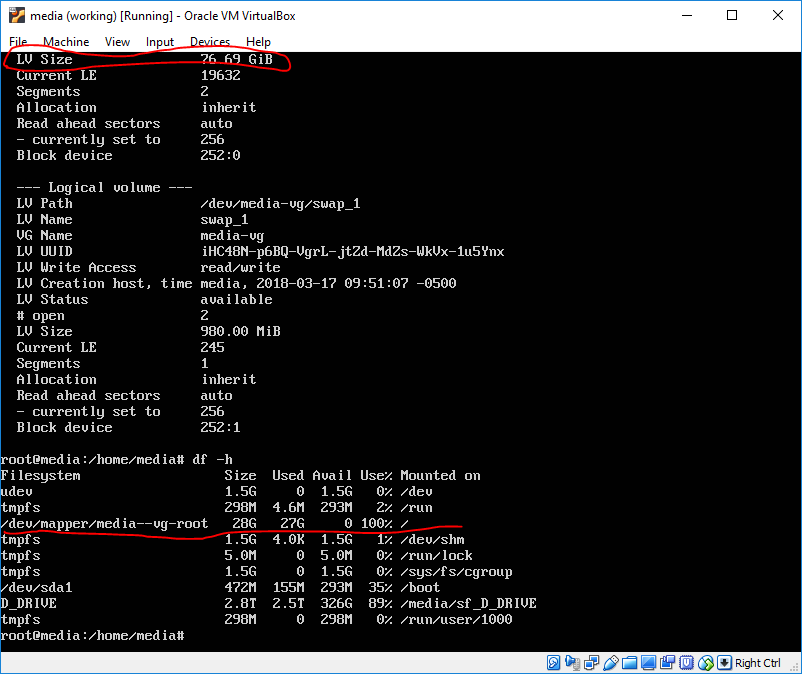 media (working) [Running] - Oracle VM VirtualBox
File Machine View Input Devices Help
LV Size 76.69 GiB
Current LE 19632
Segments 2
Allocation inherit
Read ahead sectors auto
- currently set to 256
Block device 252:0
--- Logical volume ---
LV Path /dev/media-vg/swap_1
LV Name swap_1
VG Name media-vg
LV UUID iHC48N-p6BQ-VgrL-jtZd-MdZs-WkVx-1u5Ynx
LV Write Access read/write
LV Creation host, time media, 2018-03-17 09:51:07 -0500
LV Status available
# open 2
LV Size 980.00 MiB
Current LE 245
Segments 1
Allocation inherit
Read ahead sectors auto
- currently set to 256
Block device 252:1
root@media:/home/media# df -h
Filesystem Size Used Avail Use% Mounted on
udev 1.5G 0 1.5G 0% /dev
tmpfs 298M 4.6M 293M 2% /run
/dev/mapper/media--vg-root 28G 27G 0 100% /
tmpfs 1.5G 4.0K 1.5G 1% /dev/shm
tmpfs 5.0M 0 5.0M 0% /run/lock
tmpfs 1.5G 0 1.5G 0% /sys/fs/cgroup
/dev/sda1 472M 155M 293M 35% /boot
D_DRIVE 2.8T 2.5T 326G 89% /media/sf_D_DRIVE
tmpfs 298M 0 298M 0% /run/user/1000
root@media:/home/media#
Right Ctrl